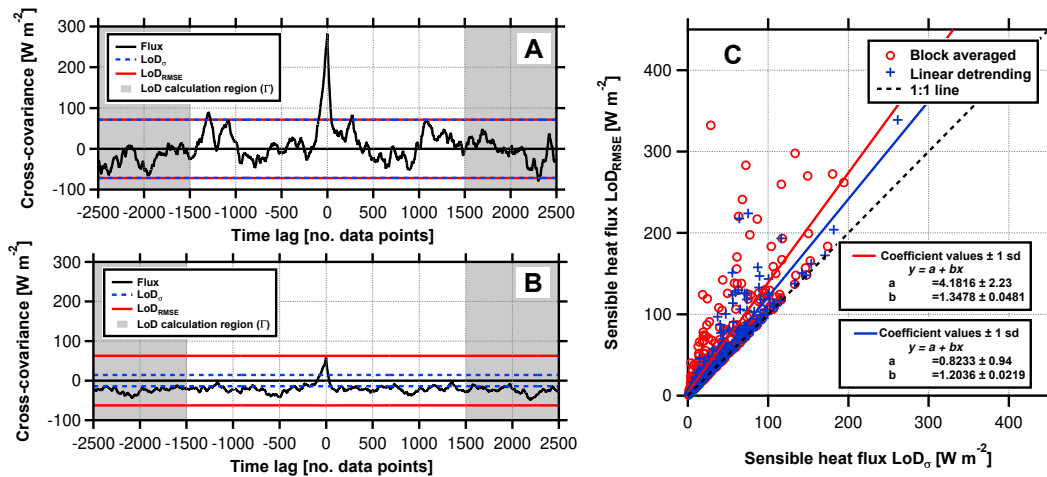 A
Cross-covariance [W m-2]
300
200
100
0
-100
Flux
LoDσ
LoDRMSE
LoD calculation region (Γ)
-2500 -2000 -1500 -1000 -500 0 500 1000 1500 2000 2500
Time lag [no. data points]
B
Cross-covariance [W m-2]
300
200
100
0
-100
Flux
LoDσ
LoDRMSE
LoD calculation region (Γ)
-2500 -2000 -1500 -1000 -500 0 500 1000 1500 2000 2500
Time lag [no. data points]
C
Sensible heat flux LoDRMSE [W m-2]
400
300
200
100
0
Block averaged
Linear detrending
1:1 line
Coefficient values ± 1 sd
y = a + bx
a =4.1816 ± 2.23
b =1.3478 ± 0.0481
Coefficient values ± 1 sd
y = a + bx
a =0.8233 ± 0.94
b =1.2036 ± 0.0219
0 100 200 300 400
Sensible heat flux LoDσ [W m-2]